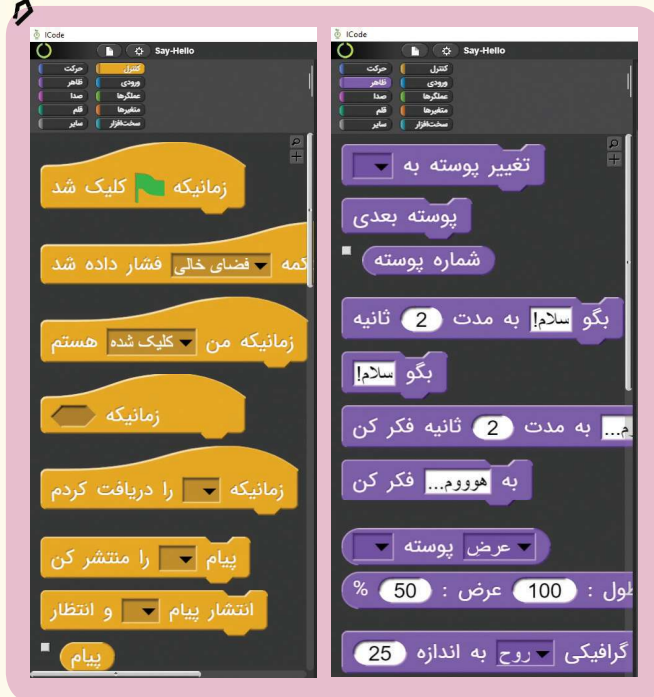 ICode
Say-Hello
کنترل حرکت
ورودی ظاهر
عملگرها صدا
متغیرها قلم
سخت‌افزار سایر
زمانیکه کلیک شد
کمه فضای خالی فشار داده شد
زمانیکه من کلیک شده هستم
زمانیکه
زمانیکه را دریافت کردم
پیام را منتشر کن
انتشار پیام و انتظار
پیام
ICode
Say-Hello
کنترل حرکت
ورودی ظاهر
عملگرها صدا
متغیرها قلم
سخت‌افزار سایر
تغییر پوسته به
پوسته بعدی
شماره پوسته
بگو سلام! به مدت 2 ثانیه
بگو سلام!
وم... به مدت 2 ثانیه فکر کن
به هوووم... فکر کن
عرض پوسته
طول : 100 عرض : 50 %
گرافیکی روح به اندازه 25